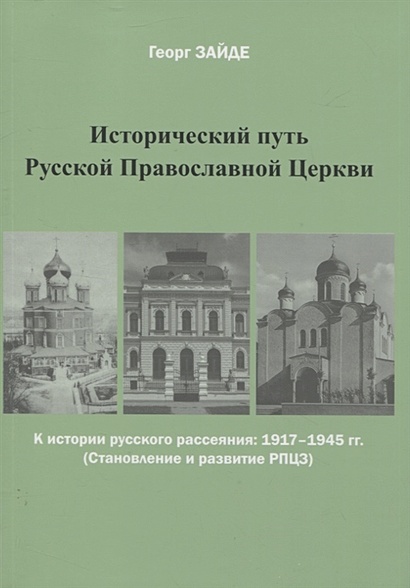 Георг ЗАЙДЕ
Исторический путь
Русской Православной Церкви
К истории русского рассеяния: 1917–1945 гг.
(Становление и развитие РПЦЗ)